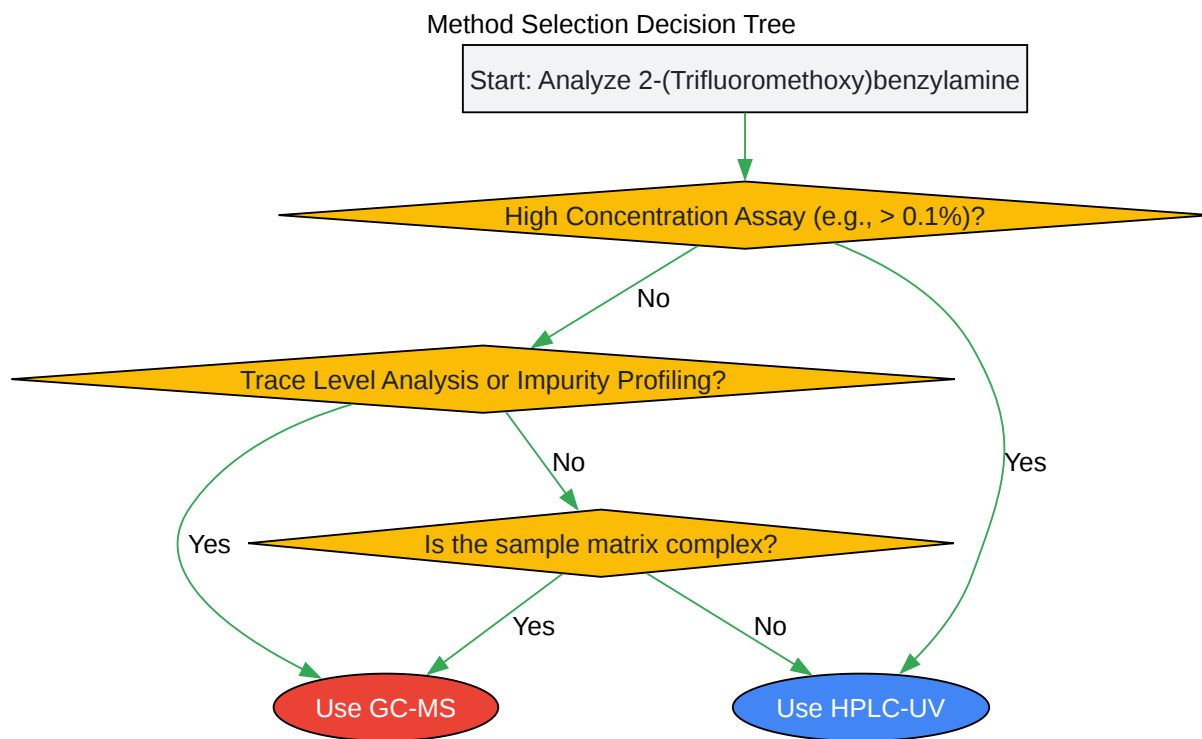 Method Selection Decision Tree
Start: Analyze 2-(Trifluoromethoxy)benzylamine
High Concentration Assay (e.g., > 0.1%)?
No
Trace Level Analysis or Impurity Profiling?
Yes
No
Yes
Is the sample matrix complex?
Yes
No
Use GC-MS
Use HPLC-UV